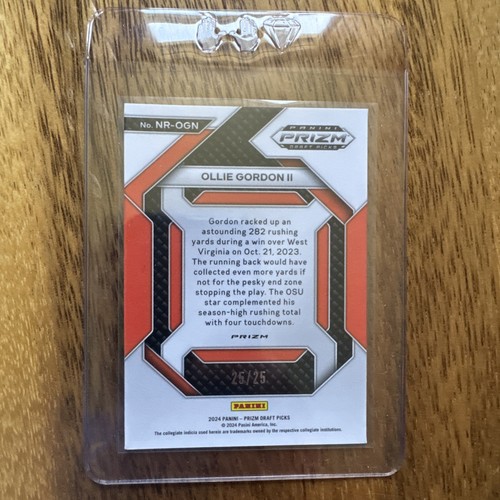 No. NR-OGN
PANINI
PRIZM
DRAFT PICKS
OLLIE GORDON II
Gordon racked up an
astounding 282 rushing
yards during a win over West
Virginia on Oct. 21, 2023.
The running back would have
collected even more yards if
not for the pesky end zone
stopping the play. The OSU
star complemented his
season-high rushing total
with four touchdowns.
PRIZM
25/25
PANINI
2024 PANINI - PRIZM DRAFT PICKS
© 2024 Panini America, Inc.
The collegiate indicia used herein are trademarks owned by the respective collegiate institutions.